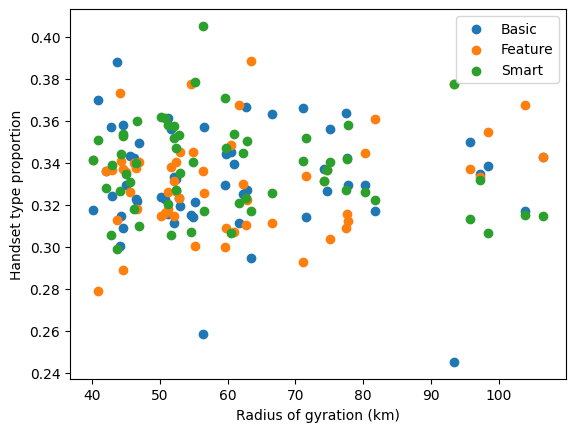 Basic
Feature
Smart
Handset type proportion
0.40
0.38
0.36
0.34
0.32
0.30
0.28
0.26
0.24
40 50 60 70 80 90 100
Radius of gyration (km)